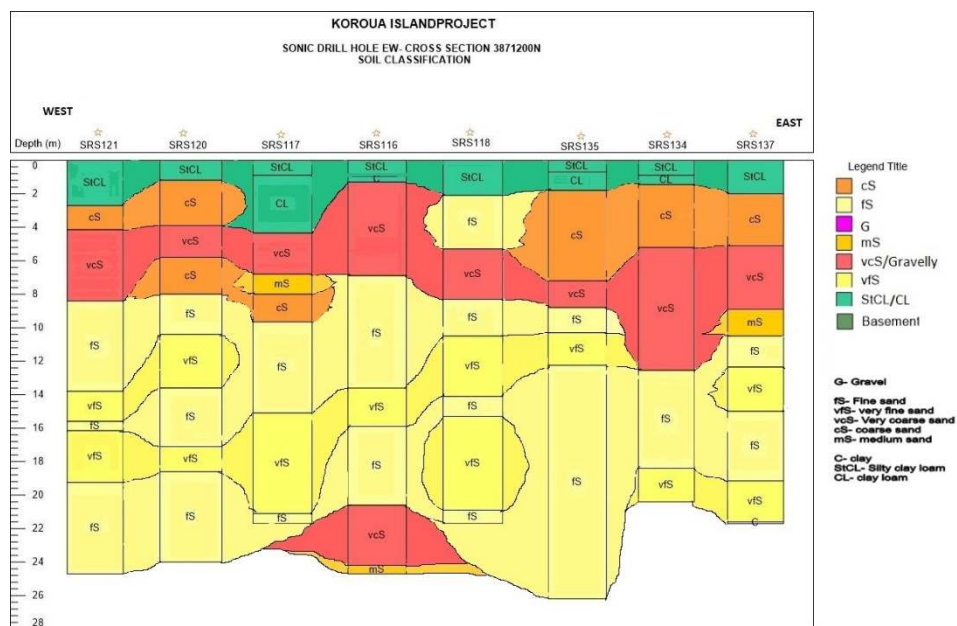 KOROUA ISLANDPROJECT
SONIC DRILL HOLE EW- CROSS SECTION 3871200N
SOIL CLASSIFICATION
WEST
EAST
Depth (m) SRS121 SRS120 SRS117 SRS116 SRS118 SRS135 SRS134 SRS137
0
2
4
6
8
10
12
14
16
18
20
22
24
26
28
StCL
cS
vcS
fS
vfS
fS
vfS
fS
StCL
cS
vcS
cS
fS
vfS
fS
vfS
fS
StCL
CL
vcS
mS
cS
fS
vfS
fS
StCL
C
vcS
fS
vfS
fS
vcS
mS
StCL
fS
vcS
fS
vfS
fS
vfS
fS
StCL
CL
cS
vcS
fS
vfS
fS
StCL
CL
cS
vcS
fS
vfS
StCL
cS
vcS
mS
fS
vfS
fS
vfS
C
Legend Title
cS
fS
G
mS
vcS/Gravelly
vfS
StCL/CL
Basement
G- Gravel
fS- Fine sand
vfS- very fine sand
vcS- Very coarse sand
cS- coarse sand
mS- medium sand
C- clay
StCL- Silty clay loam
CL- clay loam